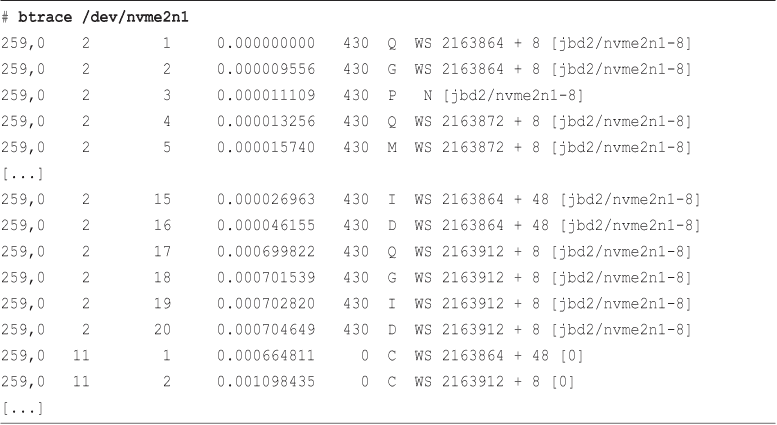 # btrace /dev/nvme2n1
259,0 2 1 0.000000000 430 Q WS 2163864 + 8 [jbd2/nvme2n1-8]
259,0 2 2 0.000009556 430 G WS 2163864 + 8 [jbd2/nvme2n1-8]
259,0 2 3 0.000011109 430 P N [jbd2/nvme2n1-8]
259,0 2 4 0.000013256 430 Q WS 2163872 + 8 [jbd2/nvme2n1-8]
259,0 2 5 0.000015740 430 M WS 2163872 + 8 [jbd2/nvme2n1-8]
[...]
259,0 2 15 0.000026963 430 I WS 2163864 + 48 [jbd2/nvme2n1-8]
259,0 2 16 0.000046155 430 D WS 2163864 + 48 [jbd2/nvme2n1-8]
259,0 2 17 0.000699822 430 Q WS 2163912 + 8 [jbd2/nvme2n1-8]
259,0 2 18 0.000701539 430 G WS 2163912 + 8 [jbd2/nvme2n1-8]
259,0 2 19 0.000702820 430 I WS 2163912 + 8 [jbd2/nvme2n1-8]
259,0 2 20 0.000704649 430 D WS 2163912 + 8 [jbd2/nvme2n1-8]
259,0 11 1 0.000664811 0 C WS 2163864 + 48 [0]
259,0 11 2 0.001098435 0 C WS 2163912 + 8 [0]
[...]